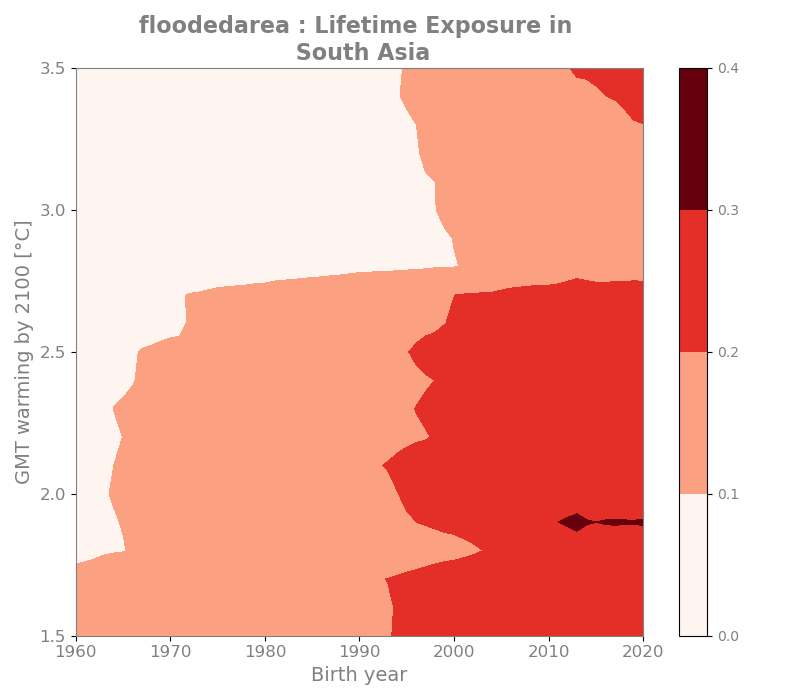 floodedarea : Lifetime Exposure in
South Asia
GMT warming by 2100 [°C]
3.5
3.0
2.5
2.0
1.5
1960 1970 1980 1990 2000 2010 2020
Birth year
0.4
0.3
0.2
0.1
0.0